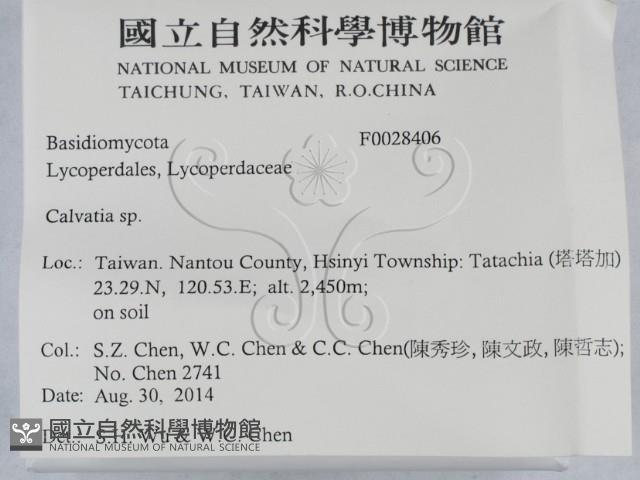 國立自然科學博物館
NATIONAL MUSEUM OF NATURAL SCIENCE
TAICHUNG, TAIWAN, R.O.CHINA
Basidiomycota F0028406
Lycoperdales, Lycoperdaceae
Calvatia sp.
Loc.: Taiwan. Nantou County, Hsinyi Township: Tatachia (塔塔加)
23.29.N, 120.53.E; alt. 2,450m;
on soil
Col.: S.Z. Chen, W.C. Chen & C.C. Chen(陳秀珍, 陳文政, 陳哲志);
No. Chen 2741
Date: Aug. 30, 2014
Det.: S.H. Wu & W.C. Chen
國立自然科學博物館
NATIONAL MUSEUM OF NATURAL SCIENCE